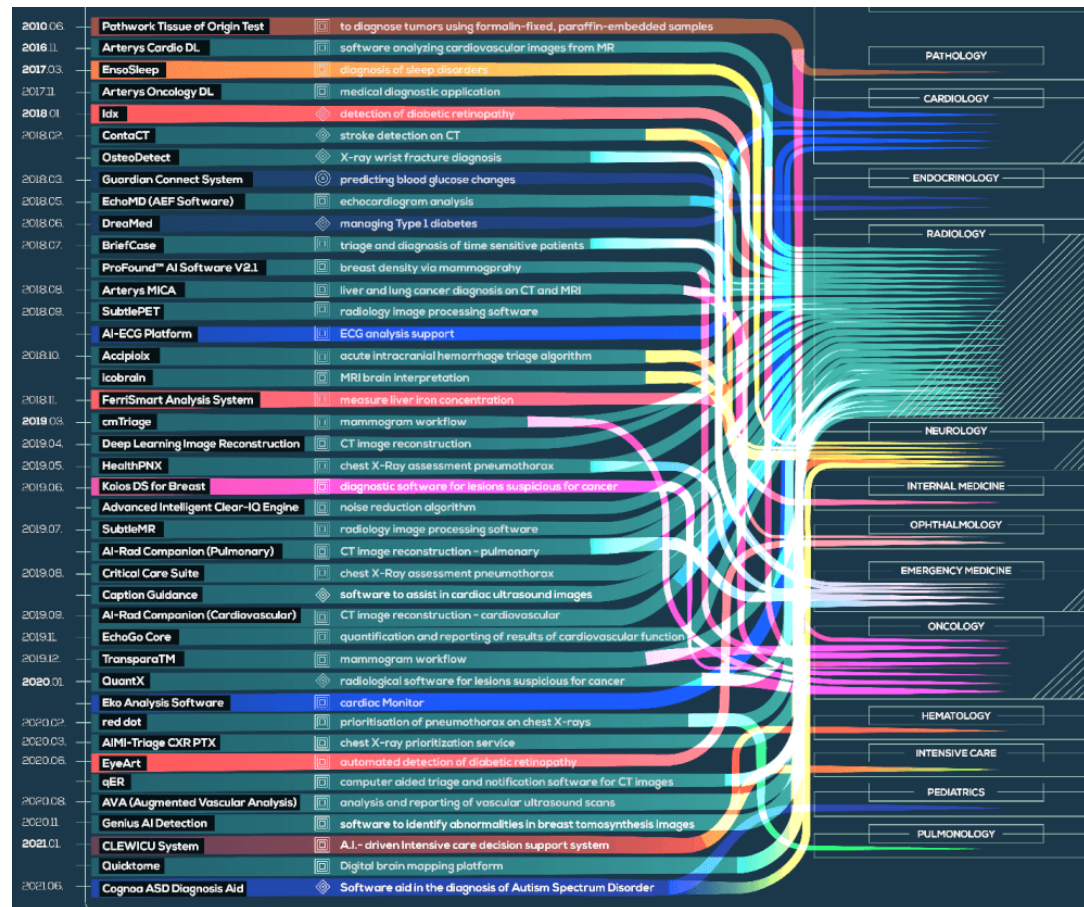 2010.06. Pathwork Tissue of Origin Test to diagnose tumors using formalin-fixed, paraffin-embedded samples
2016.11. Arterys Cardio DL software analyzing cardiovascular images from MR
2017.03. EnsoSleep diagnosis of sleep disorders
2017.11 Arterys Oncology DL medical diagnostic application
2018.01. Idx detection of diabetic retinopathy
2018.02. ContaCT stroke detection on CT
OsteoDetect X-ray wrist fracture diagnosis
2018.03. Guardian Connect System predicting blood glucose changes
2018.05. EchoMD (AEF Software) echocardiogram analysis
2018.06. DreaMed managing Type 1 diabetes
2018.07. BriefCase triage and diagnosis of time sensitive patients
ProFound™ AI Software V2.1 breast density via mammogprahy
2018.08. Arterys MICA liver and lung cancer diagnosis on CT and MRI
2018.09. SubtlePET radiology image processing software
AI-ECG Platform ECG analysis support
2018.10. Accipiolx acute intracranial hemorrhage triage algorithm
icobrain MRI brain interpretation
2018.11. FerriSmart Analysis System measure liver iron concentration
2019.03. cmTriage mammogram workflow
2019.04. Deep Learning Image Reconstruction CT image reconstruction
2019.05. HealthPNX chest X-Ray assessment pneumothorax
2019.06. Koios DS for Breast diagnostic software for lesions suspicious for cancer
Advanced Intelligent Clear-IQ Engine noise reduction algorithm
2019.07. SubtleMR radiology image processing software
AI-Rad Companion (Pulmonary) CT image reconstruction - pulmonary
2019.08. Critical Care Suite chest X-Ray assessment pneumothorax
Caption Guidance software to assist in cardiac ultrasound images
2019.09. AI-Rad Companion (Cardiovascular) CT image reconstruction - cardiovascular
2019.11. EchoGo Core quantification and reporting of results of cardiovascular function
2019.12. TransparaTM mammogram workflow
2020.01. QuantX radiological software for lesions suspicious for cancer
Eko Analysis Software cardiac Monitor
2020.02. red dot prioritisation of pneumothorax on chest X-rays
2020.03. AIMI-Triage CXR PTX chest X-ray prioritization service
2020.06. EyeArt automated detection of diabetic retinopathy
qER computer aided triage and notification software for CT images
2020.08. AVA (Augmented Vascular Analysis) analysis and reporting of vascular ultrasound scans
2020.11 Genius AI Detection software to identify abnormalities in breast tomosynthesis images
2021.01. CLEWICU System A.I.- driven Intensive care decision support system
Quicktome Digital brain mapping platform
2021.06. Cognoa ASD Diagnosis Aid Software aid in the diagnosis of Autism Spectrum Disorder
PATHOLOGY
CARDIOLOGY
ENDOCRINOLOGY
RADIOLOGY
NEUROLOGY
INTERNAL MEDICINE
OPHTHALMOLOGY
EMERGENCY MEDICINE
ONCOLOGY
HEMATOLOGY
INTENSIVE CARE
PEDIATRICS
PULMONOLOGY